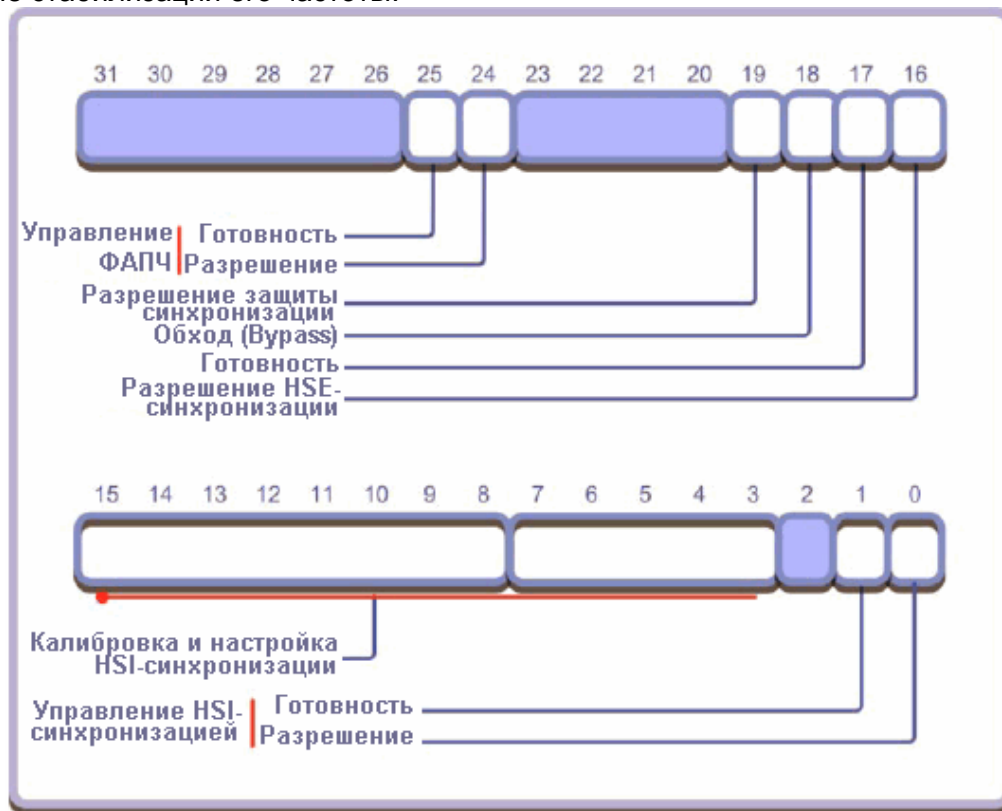 31 30 29 28 27 26 25 24 23 22 21 20 19 18 17 16
Управление Готовность
ФАПЧ Разрешение
Разрешение защиты
синхронизации
Обход (Bypass)
Готовность
Разрешение HSE-
синхронизации
15 14 13 12 11 10 9 8 7 6 5 4 3 2 1 0
Калибровка и настройка
HSI-синхронизации
Управление HSI- Готовность
синхронизацией Разрешение